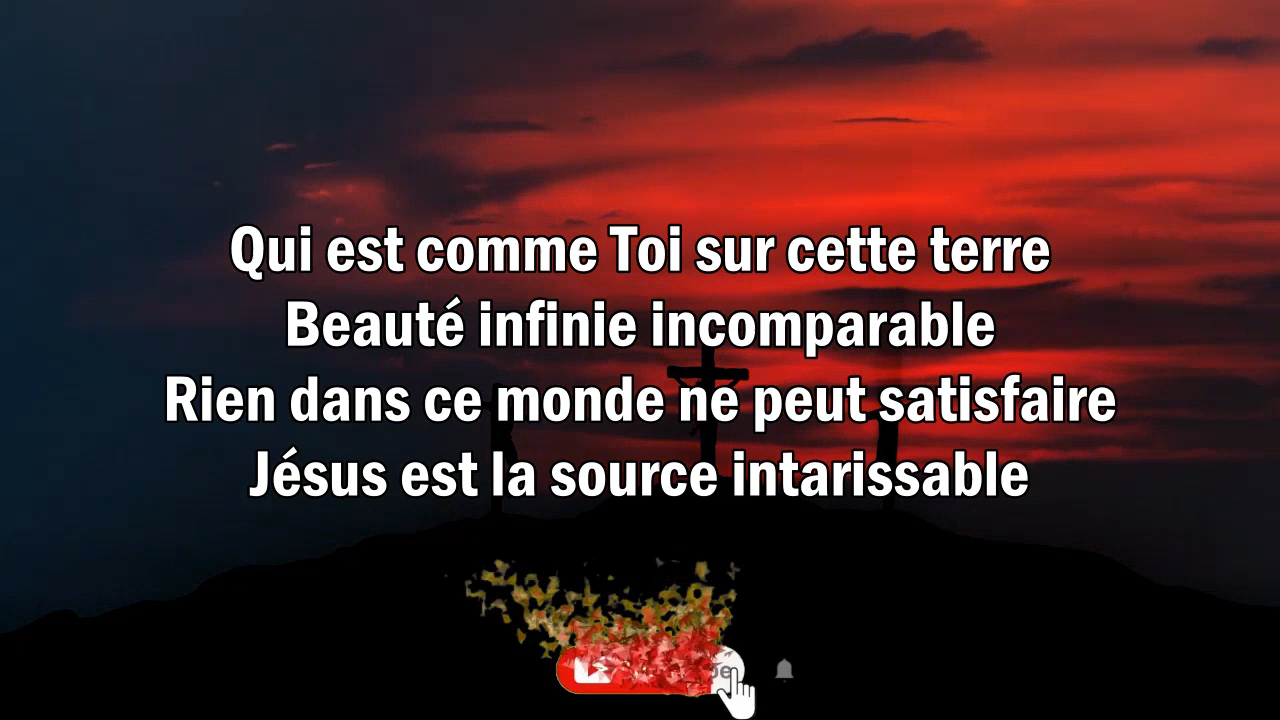 Qui est comme Toi sur cette terre
Beauté infinie incomparable
Rien dans ce monde ne peut satisfaire
Jésus est la source intarissable